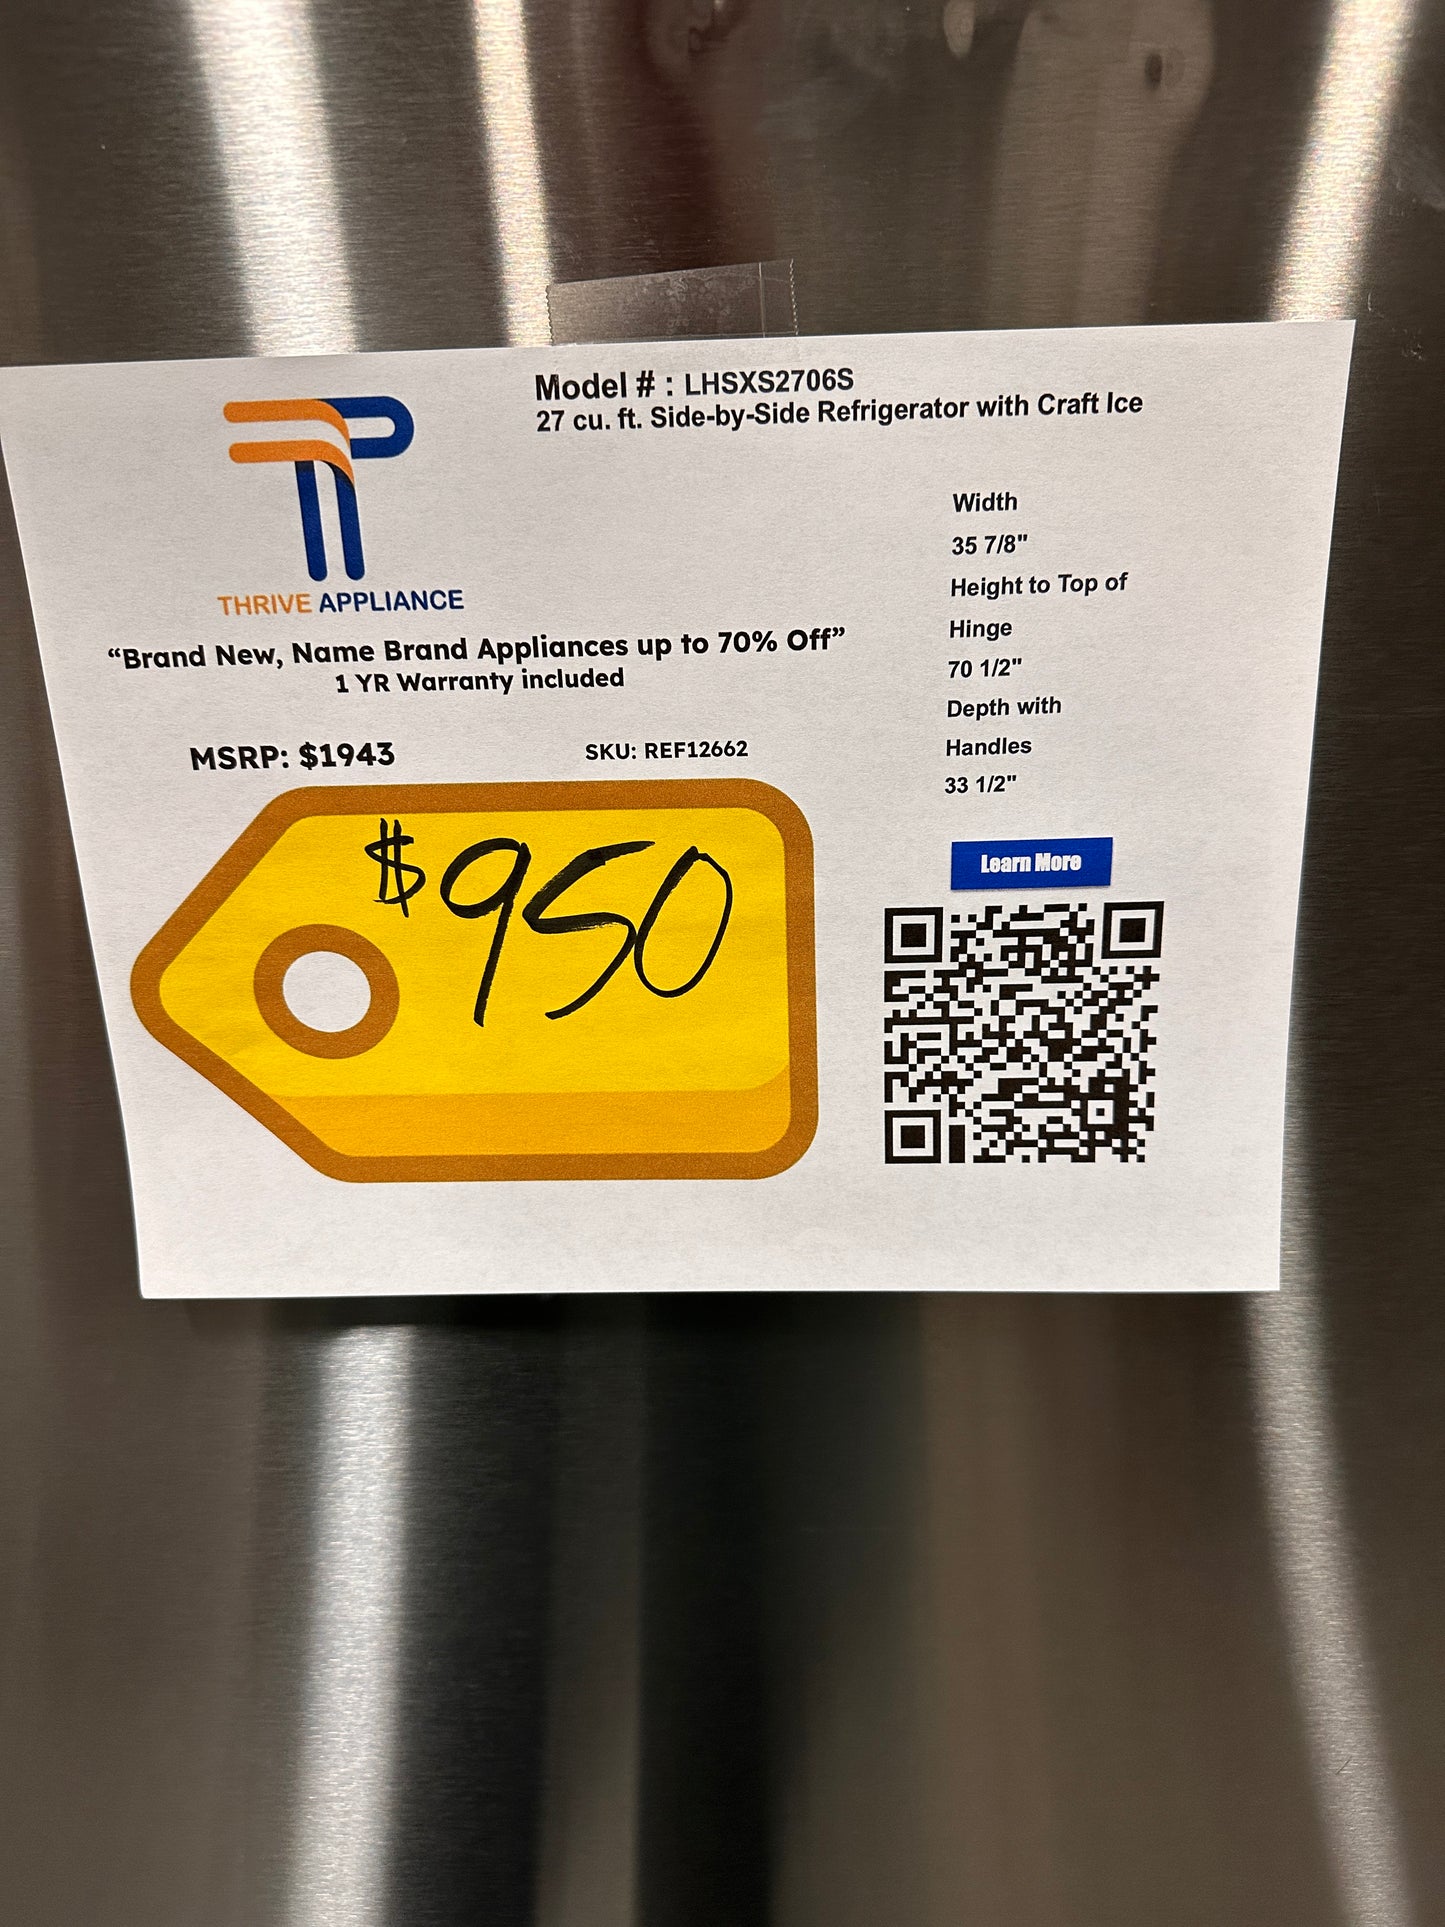 Model # : LHSXS2706S
27 cu. ft. Side-by-Side Refrigerator with Craft Ice
THRIVE APPLIANCE
“Brand New, Name Brand Appliances up to 70% Off”
1 YR Warranty included
MSRP: $1943
SKU: REF12662
$950
Width
35 7/8"
Height to Top of
Hinge
70 1/2"
Depth with
Handles
33 1/2"
Learn More